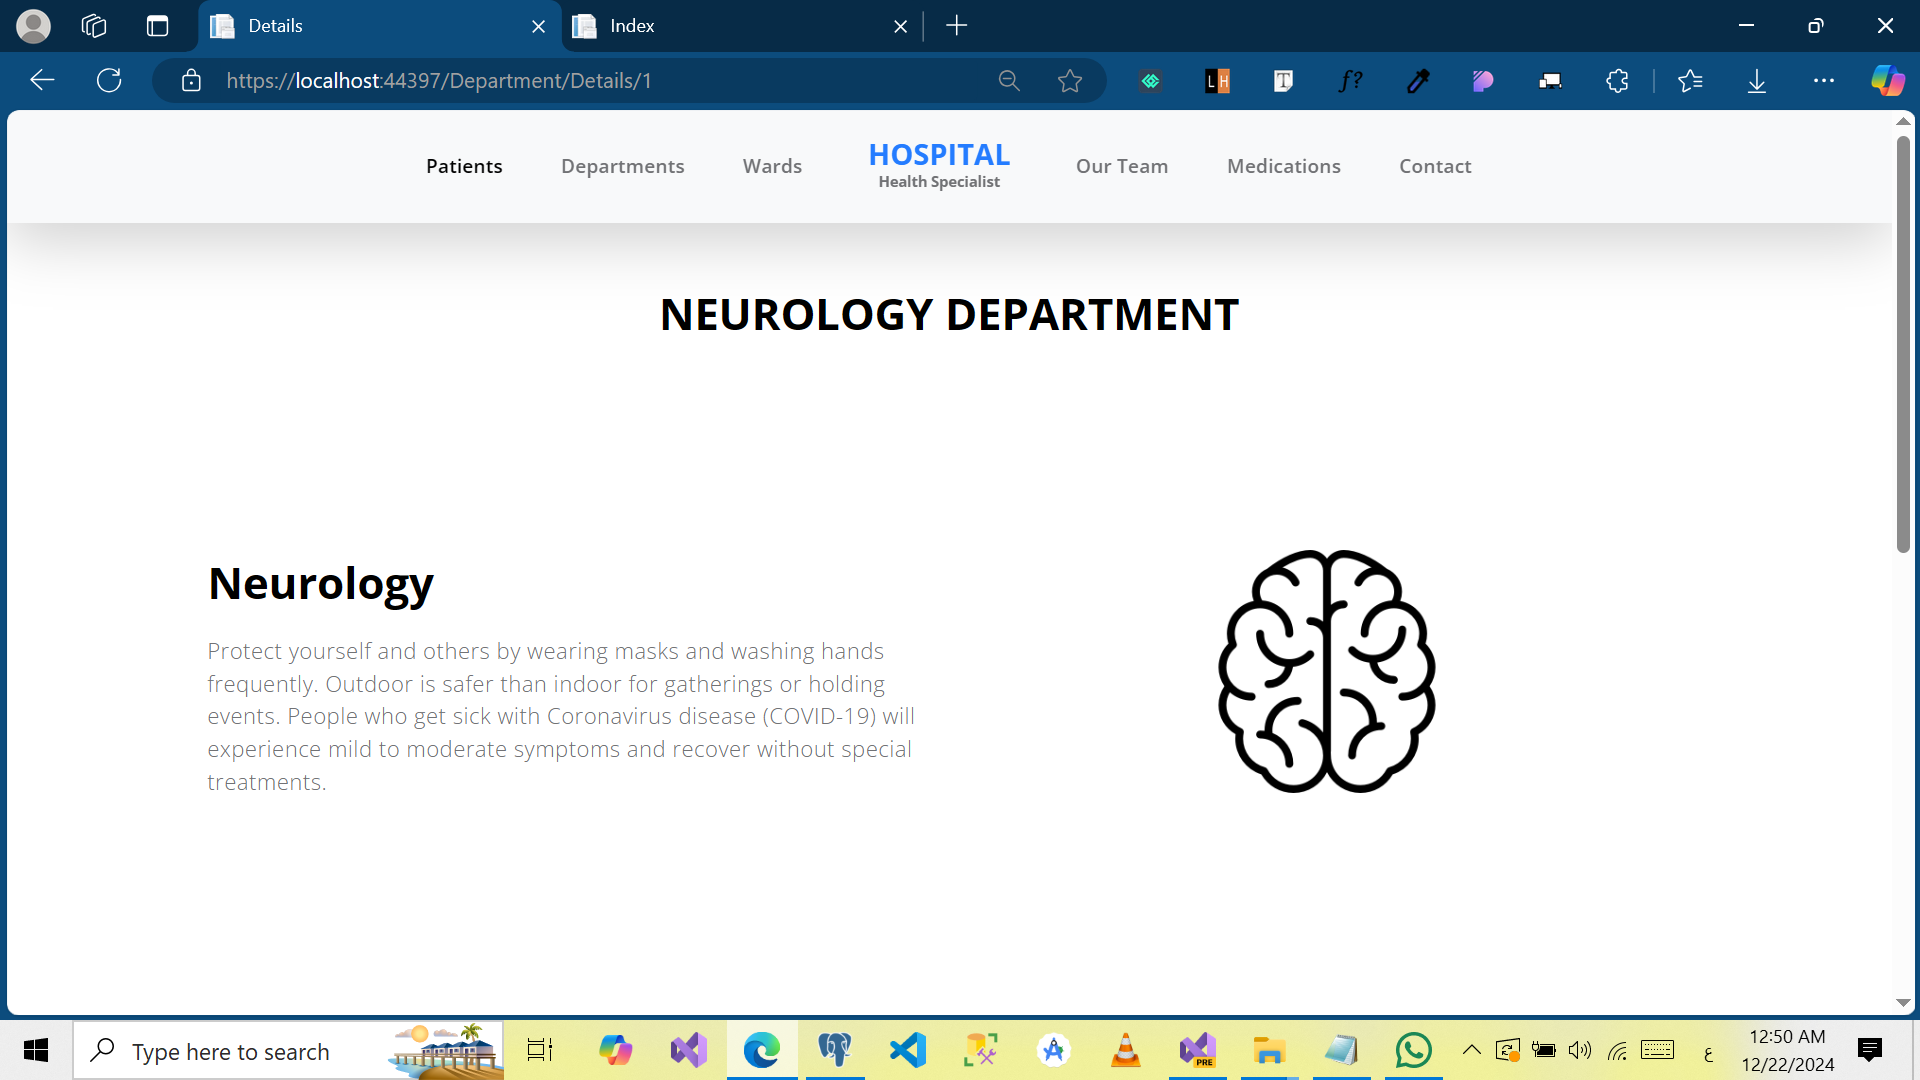 Details
Index
https://localhost:44397/Department/Details/1
LH
T
f?
Patients
Departments
Wards
HOSPITAL
Health Specialist
Our Team
Medications
Contact
NEUROLOGY DEPARTMENT
Neurology
Protect yourself and others by wearing masks and washing hands
frequently. Outdoor is safer than indoor for gatherings or holding
events. People who get sick with Coronavirus disease (COVID-19) will
experience mild to moderate symptoms and recover without special
treatments.
Type here to search
PRE
ع
12:50 AM
12/22/2024